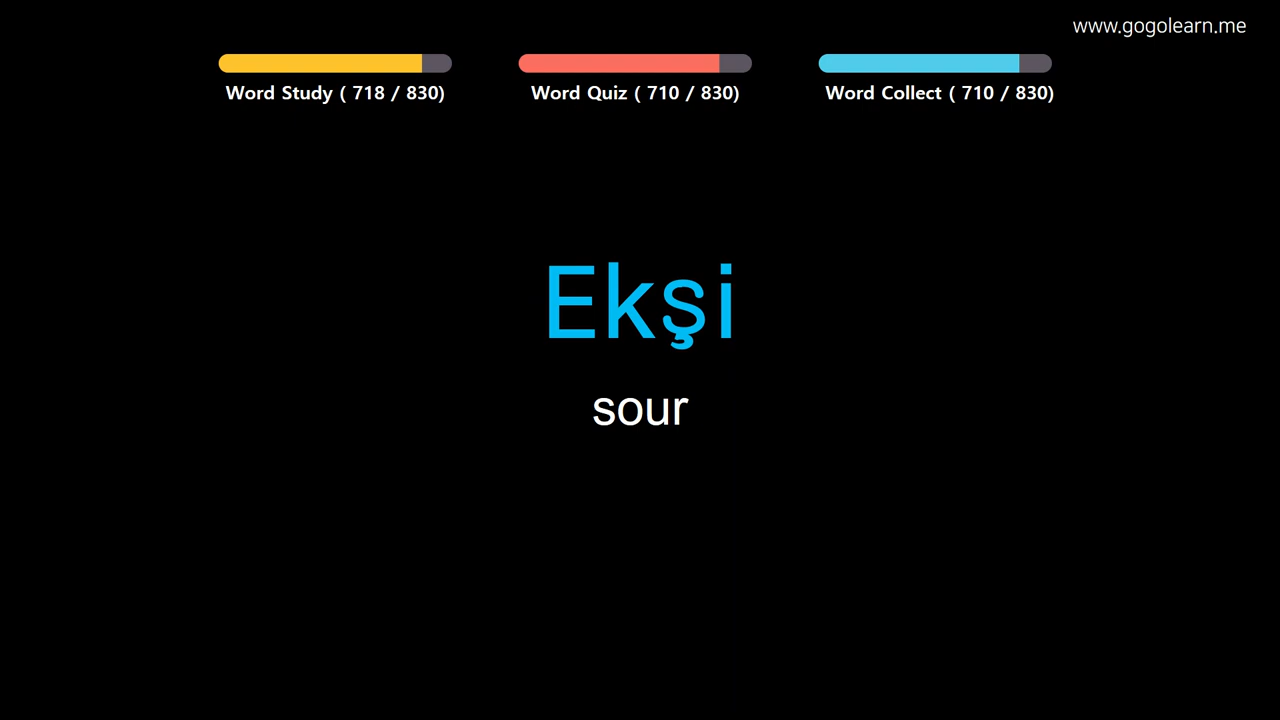 www.gogolearn.me
Word Study ( 718 / 830)
Word Quiz ( 710 / 830)
Word Collect ( 710 / 830)
Ekşi
sour